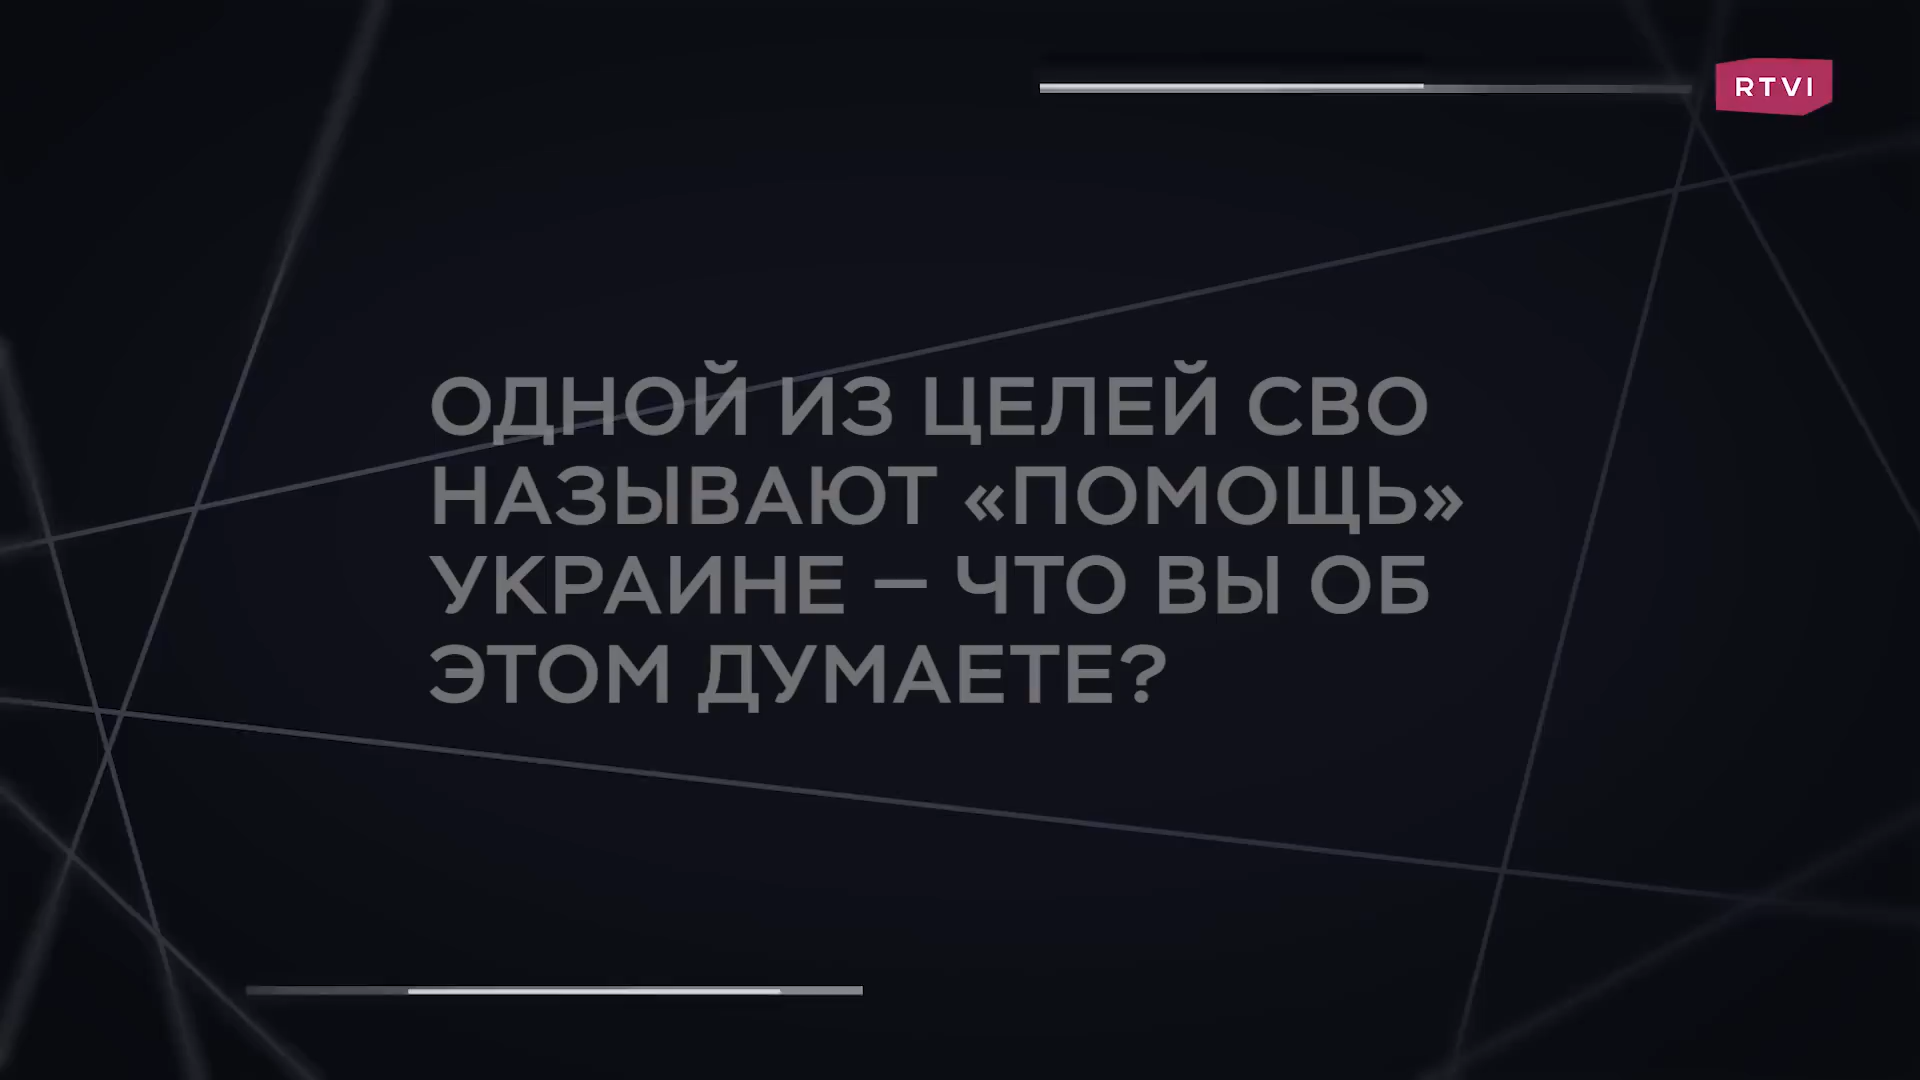 RTVI
ОДНОЙ ИЗ ЦЕЛЕЙ СВО
НАЗЫВАЮТ «ПОМОЩЬ»
УКРАИНЕ — ЧТО ВЫ ОБ
ЭТОМ ДУМАЕТЕ?